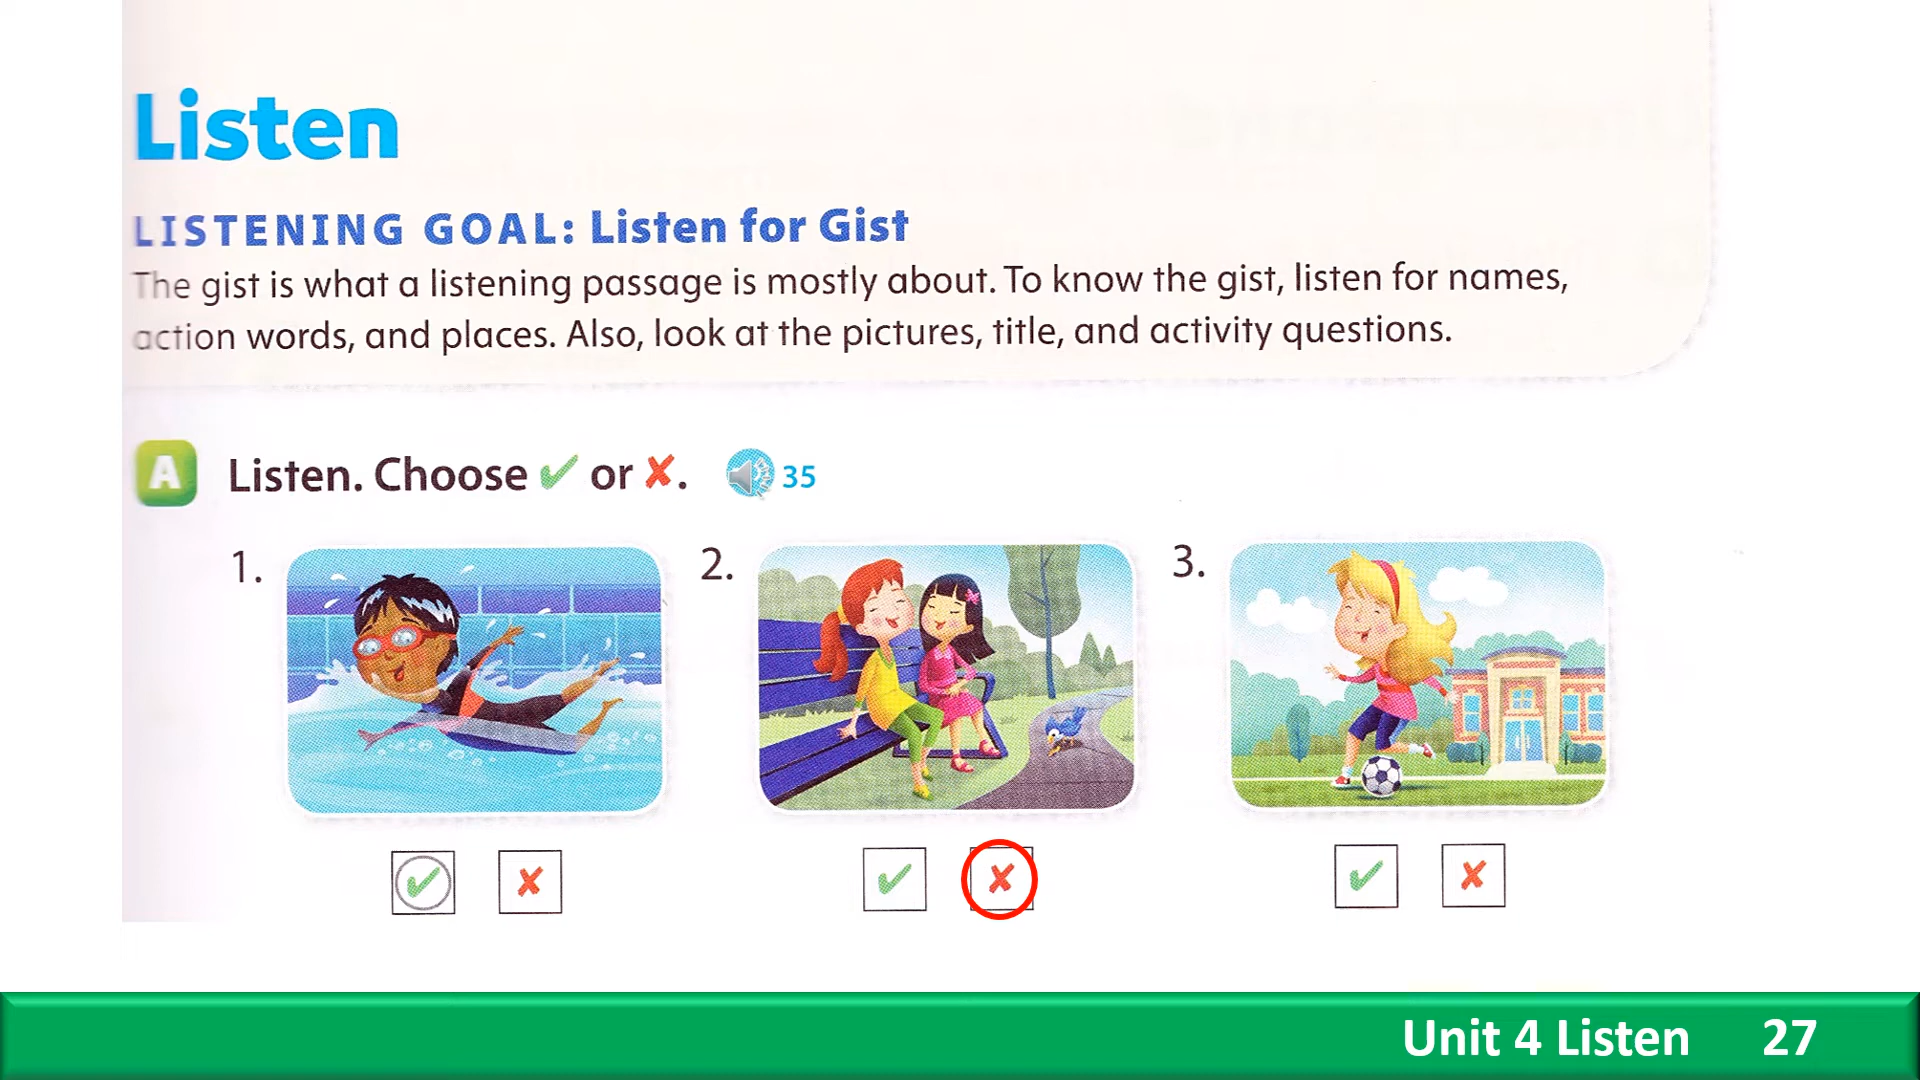 Listen
LISTENING GOAL: Listen for Gist
The gist is what a listening passage is mostly about. To know the gist, listen for names,
action words, and places. Also, look at the pictures, title, and activity questions.
A Listen. Choose ✔ or ✘. 35
1. 2. 3.
✔ ✘ ✔ ✘ ✔ ✘
Unit 4 Listen 27